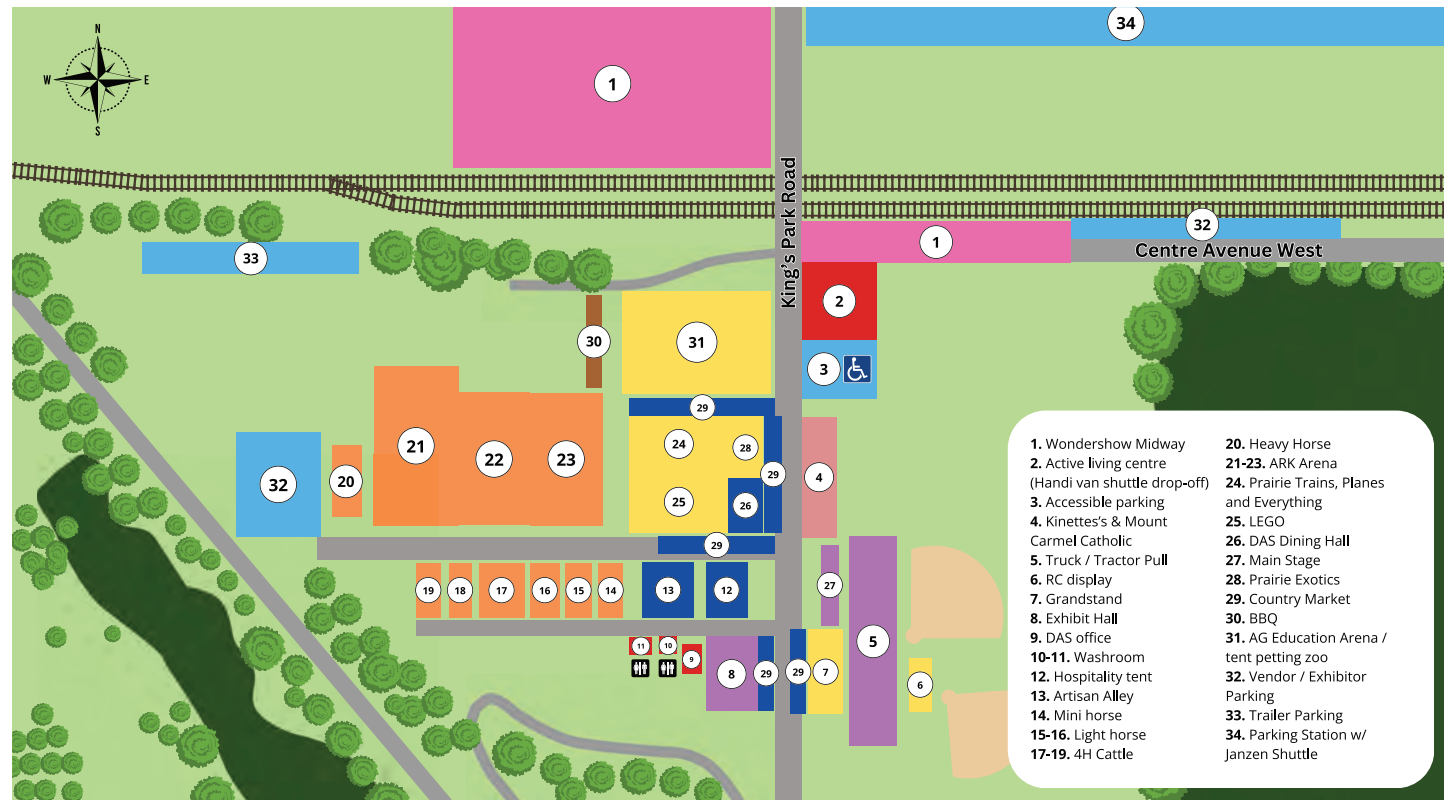 N
W E
S
34
1
King's Park Road
32
1
Centre Avenue West
33
2
30
31
3
29
24
28
21
22
23
29
4
20
32
25
26
29
27
19
18
17
16
15
14
13
12
5
11
10
9
8
29
29
7
6
1. Wondershow Midway
2. Active living centre
(Handi van shuttle drop-off)
3. Accessible parking
4. Kinettes's & Mount
Carmel Catholic
5. Truck / Tractor Pull
6. RC display
7. Grandstand
8. Exhibit Hall
9. DAS office
10-11. Washroom
12. Hospitality tent
13. Artisan Alley
14. Mini horse
15-16. Light horse
17-19. 4H Cattle
20. Heavy Horse
21-23. ARK Arena
24. Prairie Trains, Planes
and Everything
25. LEGO
26. DAS Dining Hall
27. Main Stage
28. Prairie Exotics
29. Country Market
30. BBQ
31. AG Education Arena /
tent petting zoo
32. Vendor / Exhibitor
Parking
33. Trailer Parking
34. Parking Station w/
Janzen Shuttle